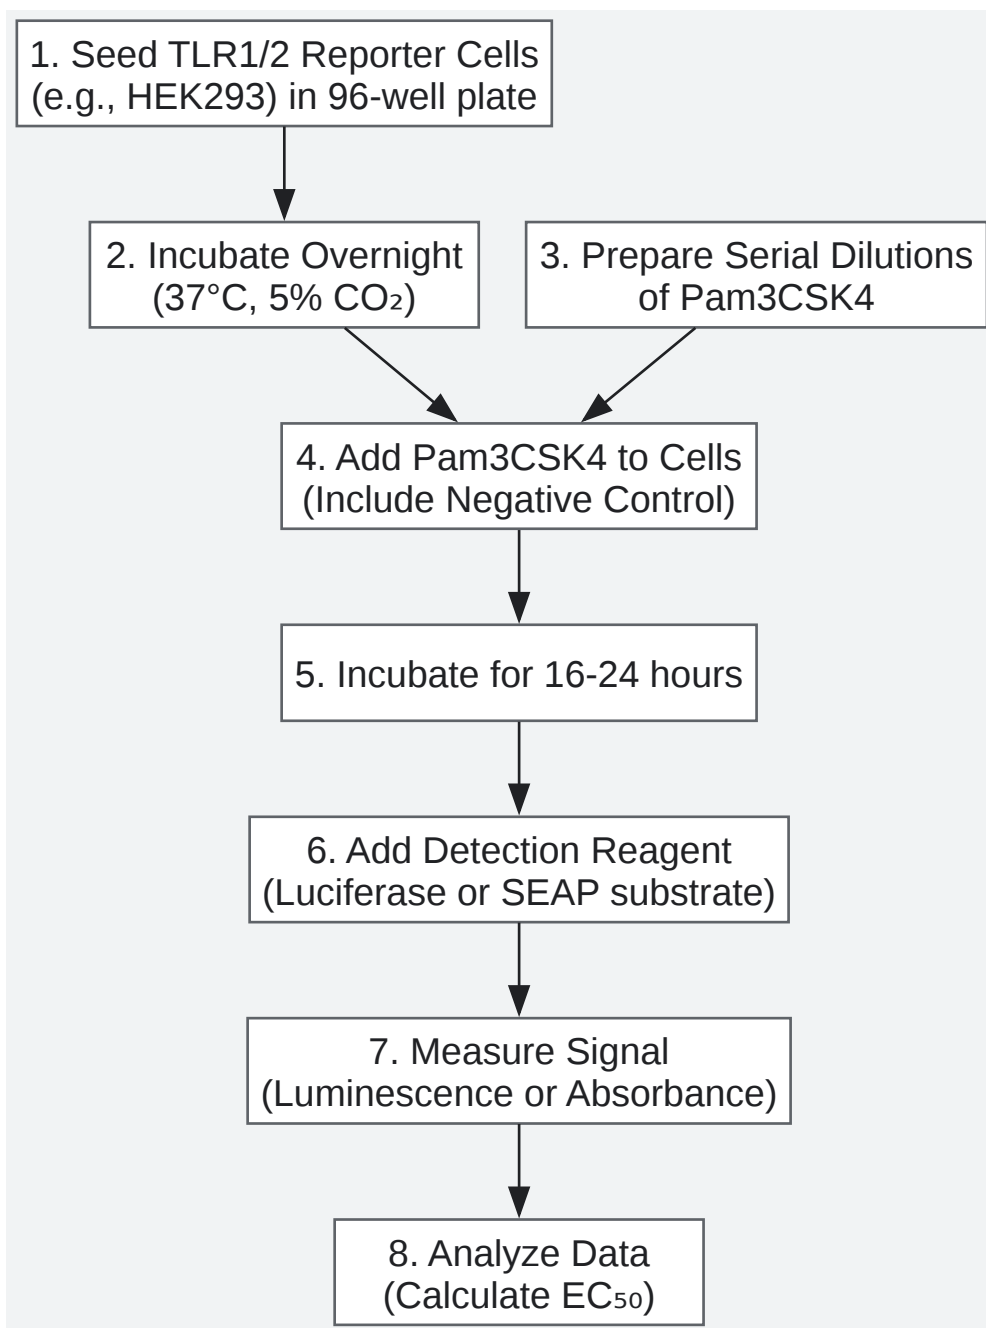 1. Seed TLR1/2 Reporter Cells
(e.g., HEK293) in 96-well plate
2. Incubate Overnight
(37°C, 5% CO₂)
3. Prepare Serial Dilutions
of Pam3CSK4
4. Add Pam3CSK4 to Cells
(Include Negative Control)
5. Incubate for 16-24 hours
6. Add Detection Reagent
(Luciferase or SEAP substrate)
7. Measure Signal
(Luminescence or Absorbance)
8. Analyze Data
(Calculate EC₅₀)